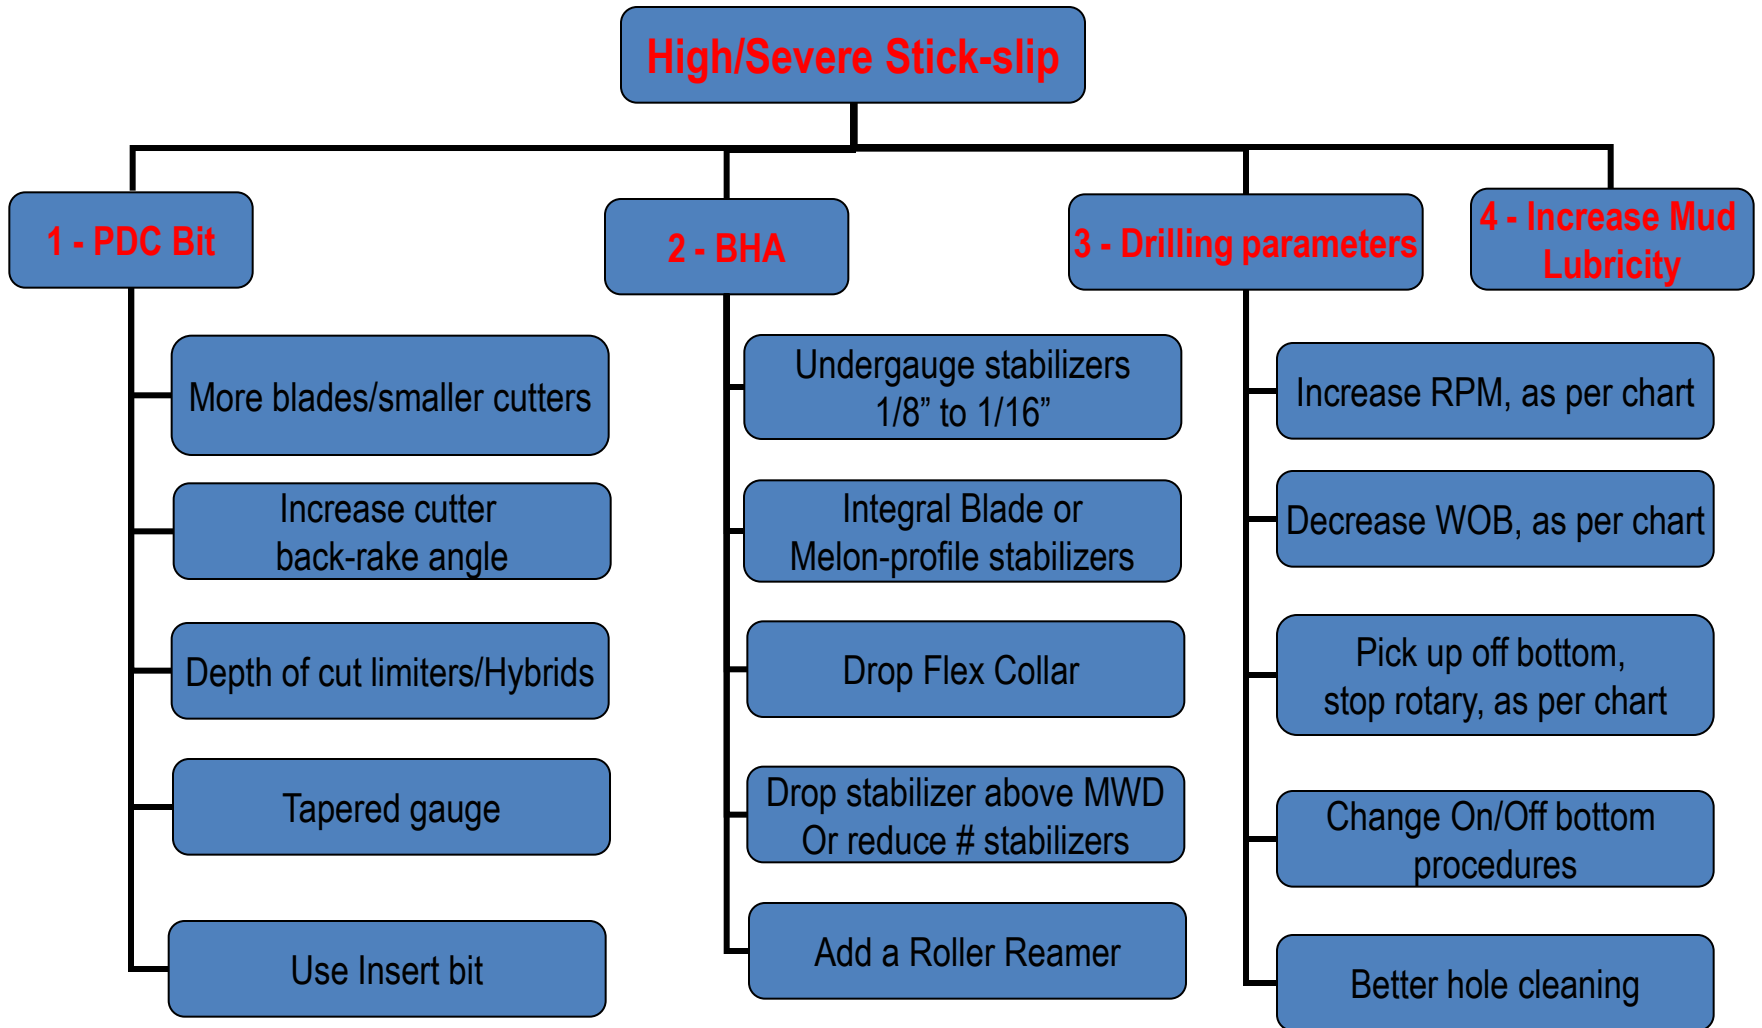 High/Severe Stick-slip
1 - PDC Bit
More blades/smaller cutters
Increase cutter
back-rake angle
Depth of cut limiters/Hybrids
Tapered gauge
Use Insert bit
2 - BHA
Undergauge stabilizers
1/8” to 1/16”
Integral Blade or
Melon-profile stabilizers
Drop Flex Collar
Drop stabilizer above MWD
Or reduce # stabilizers
Add a Roller Reamer
3 - Drilling parameters
Increase RPM, as per chart
Decrease WOB, as per chart
Pick up off bottom,
stop rotary, as per chart
Change On/Off bottom
procedures
Better hole cleaning
4 - Increase Mud
Lubricity